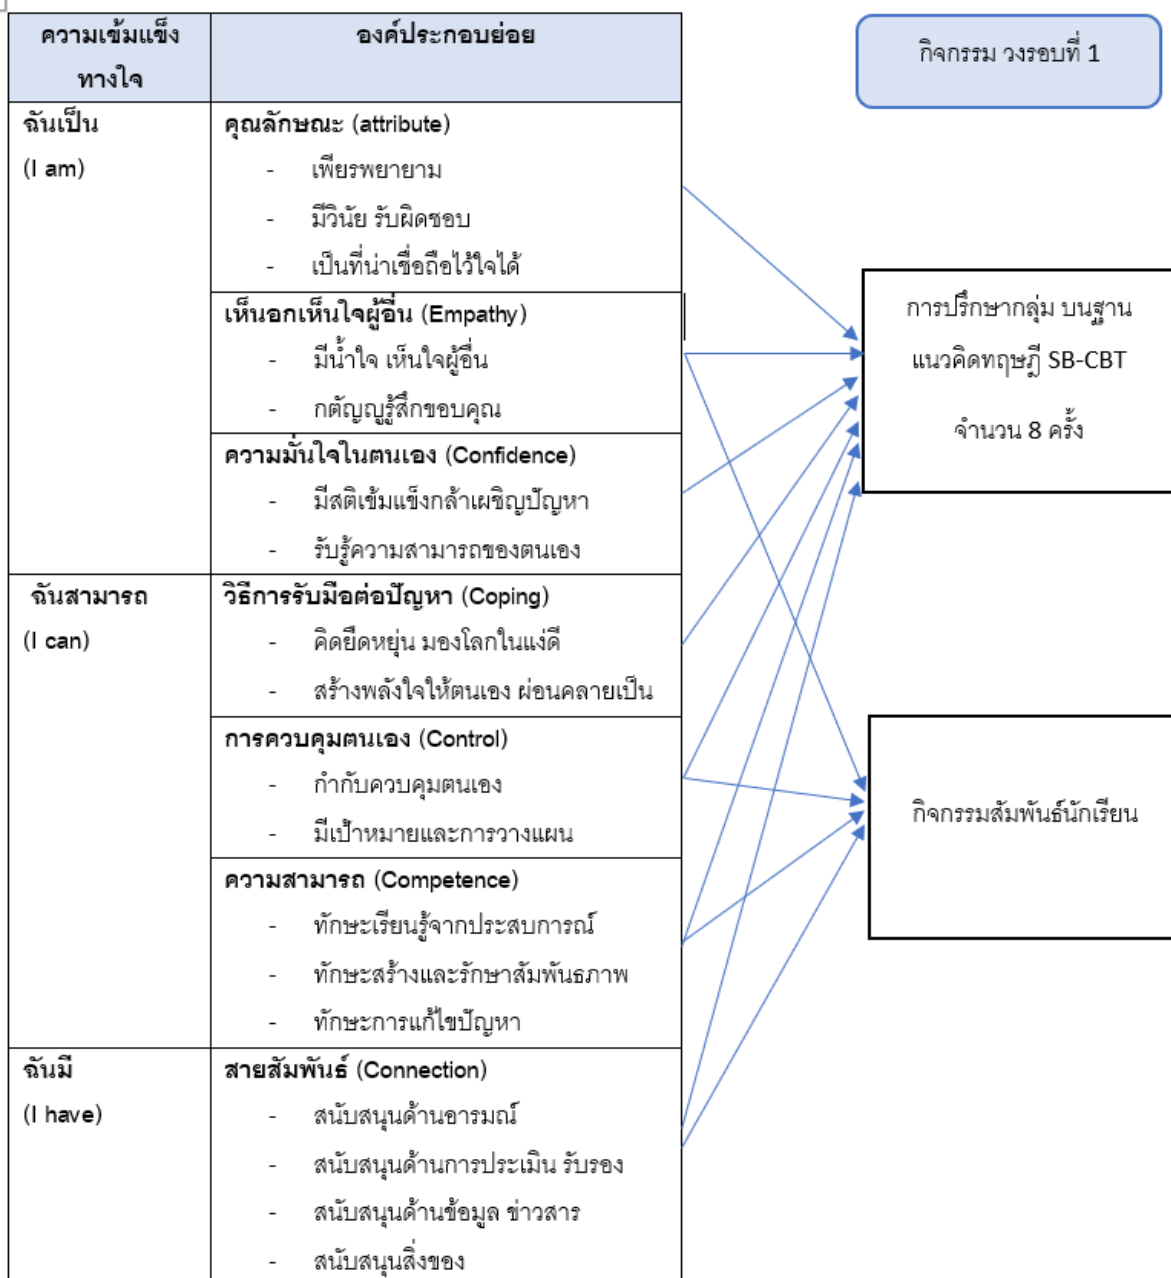 ความเข้มแข็ง
ทางใจ
องค์ประกอบย่อย
กิจกรรม วงรอบที่ 1
ฉันเป็น
(I am)
คุณลักษณะ (attribute)
- เพียรพยายาม
- มีวินัย รับผิดชอบ
- เป็นที่น่าเชื่อถือไว้ใจได้
เห็นอกเห็นใจผู้อื่น (Empathy)
- มีน้ำใจ เห็นใจผู้อื่น
- กตัญญูรู้สึกขอบคุณ
ความมั่นใจในตนเอง (Confidence)
- มีสติเข้มแข็งกล้าเผชิญปัญหา
- รับรู้ความสามารถของตนเอง
ฉันสามารถ
(I can)
วิธีการรับมือต่อปัญหา (Coping)
- คิดยืดหยุ่น มองโลกในแง่ดี
- สร้างพลังใจให้ตนเอง ผ่อนคลายเป็น
การควบคุมตนเอง (Control)
- กำกับควบคุมตนเอง
- มีเป้าหมายและการวางแผน
ความสามารถ (Competence)
- ทักษะเรียนรู้จากประสบการณ์
- ทักษะสร้างและรักษาสัมพันธภาพ
- ทักษะการแก้ไขปัญหา
ฉันมี
(I have)
สายสัมพันธ์ (Connection)
- สนับสนุนด้านอารมณ์
- สนับสนุนด้านการประเมิน รับรอง
- สนับสนุนด้านข้อมูล ข่าวสาร
- สนับสนุนสิ่งของ
การปรึกษากลุ่ม บนฐาน
แนวคิดทฤษฎี SB-CBT
จำนวน 8 ครั้ง
กิจกรรมสัมพันธ์นักเรียน